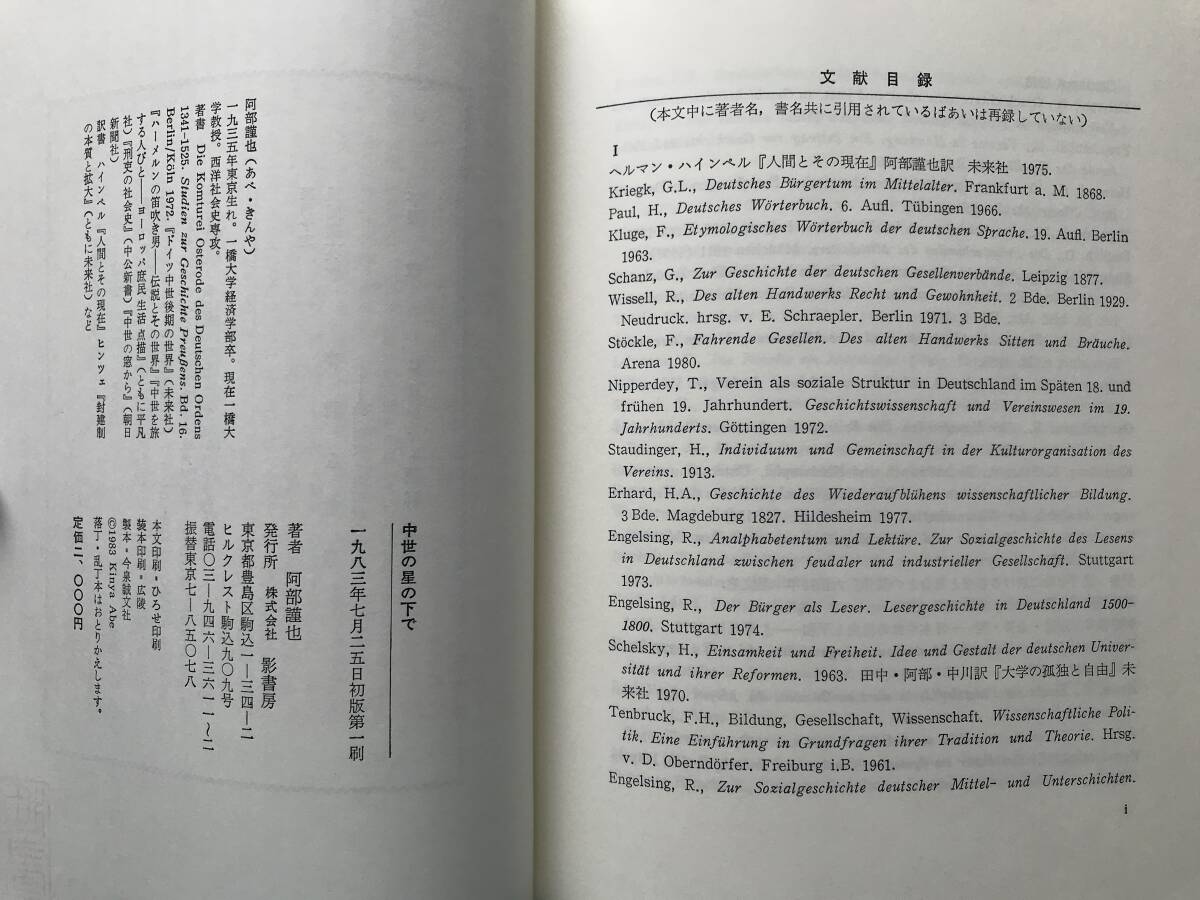 文献目録
(本文中に著者名,書名共に引用されているばあいは再録していない)
I
ヘルマン・ハインペル『人間とその現在』阿部謹也訳 未来社 1975.
Kriegk, G.L., Deutsches Bürgertum im Mittelalter. Frankfurt a. M. 1868.
Paul, H., Deutsches Wörterbuch. 6. Aufl. Tübingen 1966.
Kluge, F., Etymologisches Wörterbuch der deutschen Sprache. 19. Aufl. Berlin
1963.
Schanz, G., Zur Geschichte der deutschen Gesellenverbände. Leipzig 1877.
Wissell, R., Des alten Handwerks Recht und Gewohnheit. 2 Bde. Berlin 1929.
Neudruck. hrsg. v. E. Schraepler. Berlin 1971. 3 Bde.
Stöckle, F., Fahrende Gesellen. Des alten Handwerks Sitten und Bräuche.
Arena 1980.
Nipperdey, T., Verein als soziale Struktur in Deutschland im Späten 18. und
frühen 19. Jahrhundert. Geschichtswissenschaft und Vereinswesen im 19.
Jahrhunderts. Göttingen 1972.
Staudinger, H., Individuum und Gemeinschaft in der Kulturorganisation des
Vereins. 1913.
Erhard, H.A., Geschichte des Wiederaufblühens wissenschaftlicher Bildung.
3 Bde. Magdeburg 1827. Hildesheim 1977.
Engelsing, R., Analphabetentum und Lektüre. Zur Sozialgeschichte des Lesens
in Deutschland zwischen feudaler und industrieller Gesellschaft. Stuttgart
1973.
Engelsing, R., Der Bürger als Leser. Lesergeschichte in Deutschland 1500-
1800. Stuttgart 1974.
Schelsky, H., Einsamkeit und Freiheit. Idee und Gestalt der deutschen Univer-
sität und ihrer Reformen. 1963. 田中・阿部・中川訳『大学の孤独と自由』未
来社 1970.
Tenbruck, F.H., Bildung, Gesellschaft, Wissenschaft. Wissenschaftliche Poli-
tik. Eine Einführung in Grundfragen ihrer Tradition und Theorie. Hrsg.
v. D. Oberndörfer. Freiburg i.B. 1961.
Engelsing, R., Zur Sozialgeschichte deutscher Mittel- und Unterschichten.
i
阿部謹也(あべ・きんや)
一九三五年東京生れ。一橋大学経済学部卒。現在一橋大
学教授。西洋社会史専攻。
著書 Die Komturei Osterode des Deutschen Ordens
1341-1525. Studien zur Geschichte Preußens. Bd. 16.
Berlin/Köln 1972.『ドイツ中世後期の世界』(未来社)
『ハーメルンの笛吹き男――伝説とその世界』『中世を旅
する人びと――ヨーロッパ庶民生活点描』(ともに平凡
社)『刑吏の社会史』(中公新書)『中世の窓から』(朝日
新聞社)
訳書 ハインペル『人間とその現在』ヒンツェ『封建制
の本質と拡大』(ともに未来社)など
中世の星の下で
一九八三年七月二五日初版第一刷
著者 阿部謹也
発行所 株式会社 影書房
東京都豊島区駒込一―三四―二
ヒルクレスト駒込九〇九号
電話〇三―九四六―三六一一~二
振替東京七―八五〇七八
本文印刷=ひろせ印刷
装本印刷=広陵
製本=今泉誠文社
©1983 Kinya Abe
落丁・乱丁本はおとりかえします。
定価二、〇〇〇円